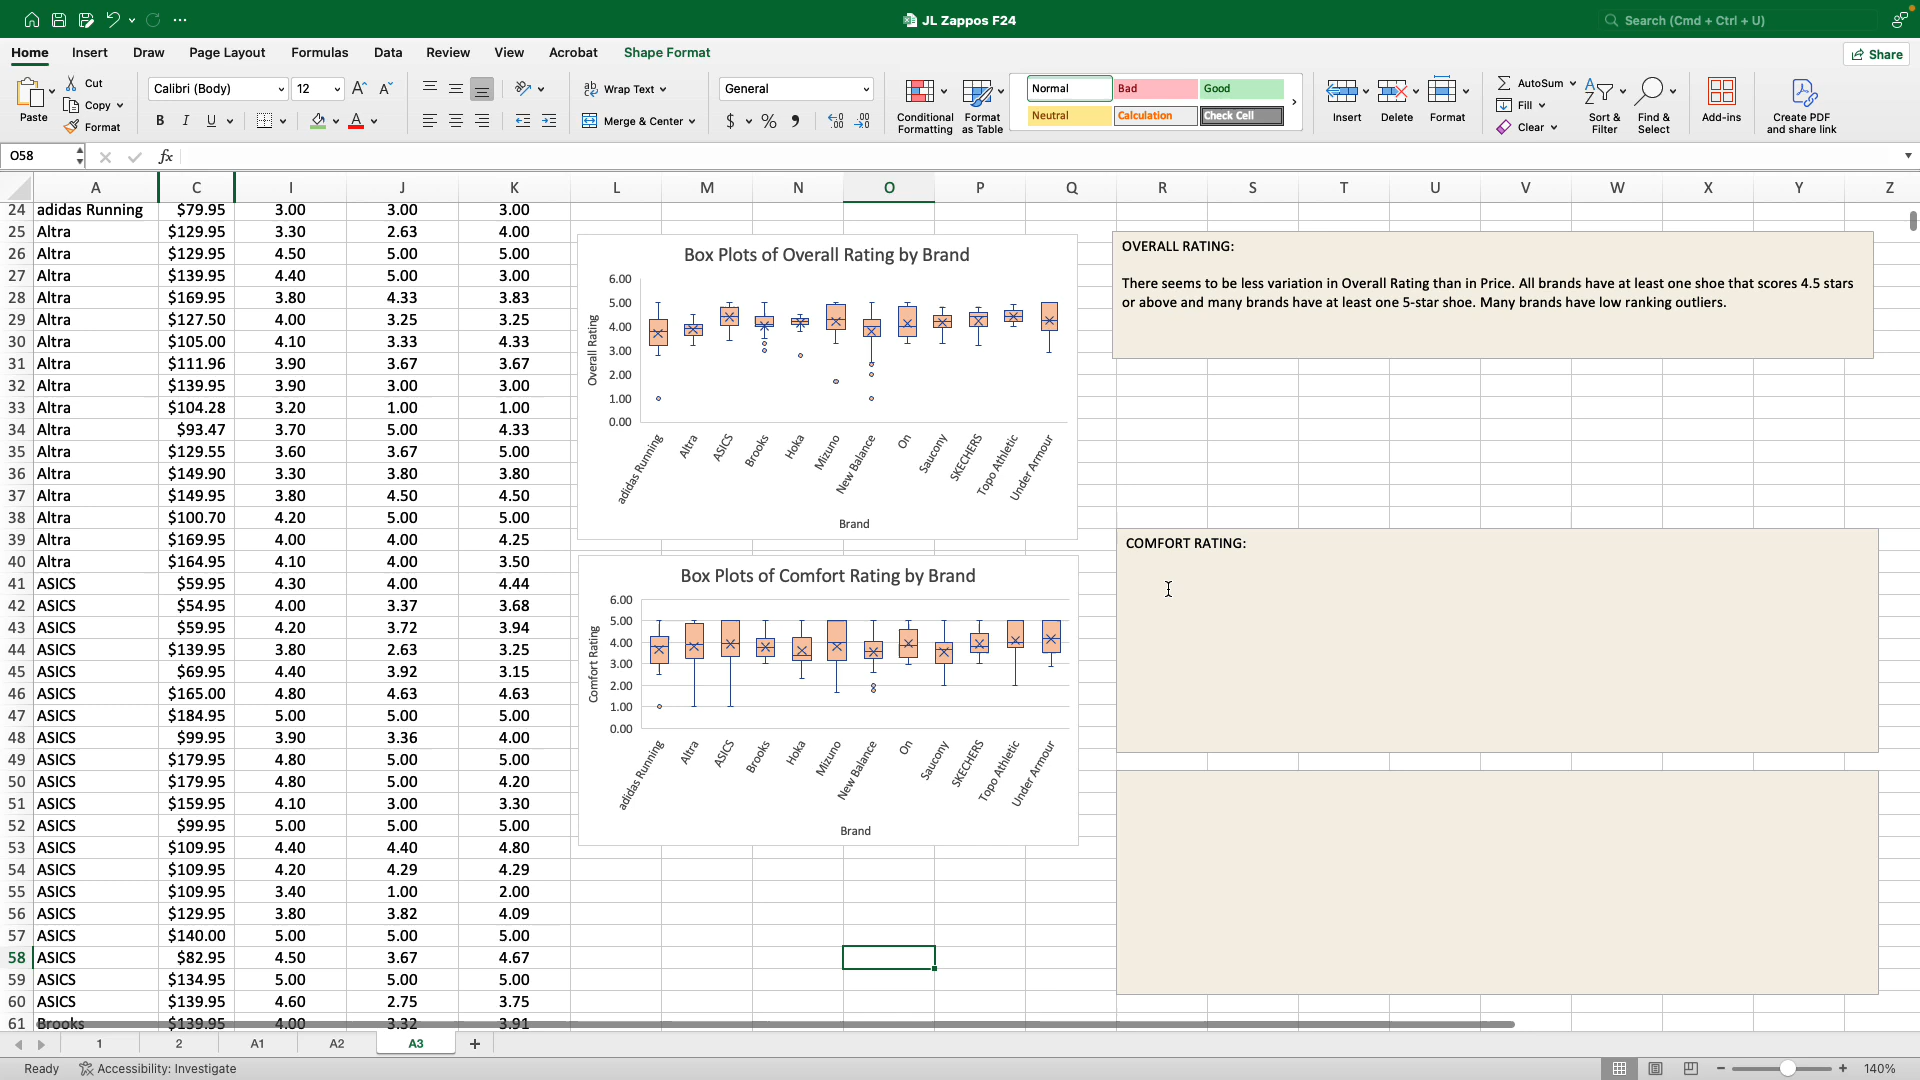 JL Zappos F24
Search (Cmd + Ctrl + U)
Home Insert Draw Page Layout Formulas Data Review View Acrobat Shape Format
Share
Paste
Cut
Copy
Format
Calibri (Body) 12
B I U
Wrap Text
Merge & Center
General
$ % 9
Conditional Formatting
Format as Table
Normal Bad Good
Neutral Calculation Check Cell
Insert Delete Format
AutoSum
Fill
Clear
Sort & Filter
Find & Select
Add-ins
Create PDF and share link
O58
fx
A C I J K L M N O P Q R S T U V W X Y Z
24 adidas Running $79.95 3.00 3.00 3.00
25 Altra $129.95 3.30 2.63 4.00
26 Altra $129.95 4.50 5.00 5.00
27 Altra $139.95 4.40 5.00 3.00
28 Altra $169.95 3.80 4.33 3.83
29 Altra $127.50 4.00 3.25 3.25
30 Altra $105.00 4.10 3.33 4.33
31 Altra $111.96 3.90 3.67 3.67
32 Altra $139.95 3.90 3.00 3.00
33 Altra $104.28 3.20 1.00 1.00
34 Altra $93.47 3.70 5.00 4.33
35 Altra $129.55 3.60 3.67 5.00
36 Altra $149.90 3.30 3.80 3.80
37 Altra $149.95 3.80 4.50 4.50
38 Altra $100.70 4.20 5.00 5.00
39 Altra $169.95 4.00 4.00 4.25
40 Altra $164.95 4.10 4.00 3.50
41 ASICS $59.95 4.30 4.00 4.44
42 ASICS $54.95 4.00 3.37 3.68
43 ASICS $59.95 4.20 3.72 3.94
44 ASICS $139.95 3.80 2.63 3.25
45 ASICS $69.95 4.40 3.92 3.15
46 ASICS $165.00 4.80 4.63 4.63
47 ASICS $184.95 5.00 5.00 5.00
48 ASICS $99.95 3.90 3.36 4.00
49 ASICS $179.95 4.80 5.00 5.00
50 ASICS $179.95 4.80 5.00 4.20
51 ASICS $159.95 4.10 3.00 3.30
52 ASICS $99.95 5.00 5.00 5.00
53 ASICS $109.95 4.40 4.40 4.80
54 ASICS $109.95 4.20 4.29 4.29
55 ASICS $109.95 3.40 1.00 2.00
56 ASICS $129.95 3.80 3.82 4.09
57 ASICS $140.00 5.00 5.00 5.00
58 ASICS $82.95 4.50 3.67 4.67
59 ASICS $134.95 5.00 5.00 5.00
60 ASICS $139.95 4.60 2.75 3.75
61 Brooks $139.95 4.00 3.32 3.91
Box Plots of Overall Rating by Brand
Overall Rating
6.00
5.00
4.00
3.00
2.00
1.00
0.00
adidas Running Altra ASICS Brooks Hoka Mizuno New Balance On Saucony SKECHERS Topo Athletic Under Armour
Brand
Box Plots of Comfort Rating by Brand
Comfort Rating
6.00
5.00
4.00
3.00
2.00
1.00
0.00
adidas Running Altra ASICS Brooks Hoka Mizuno New Balance On Saucony SKECHERS Topo Athletic Under Armour
Brand
OVERALL RATING:
There seems to be less variation in Overall Rating than in Price. All brands have at least one shoe that scores 4.5 stars
or above and many brands have at least one 5-star shoe. Many brands have low ranking outliers.
COMFORT RATING:
1 2 A1 A2 A3
Ready Accessibility: Investigate
140%